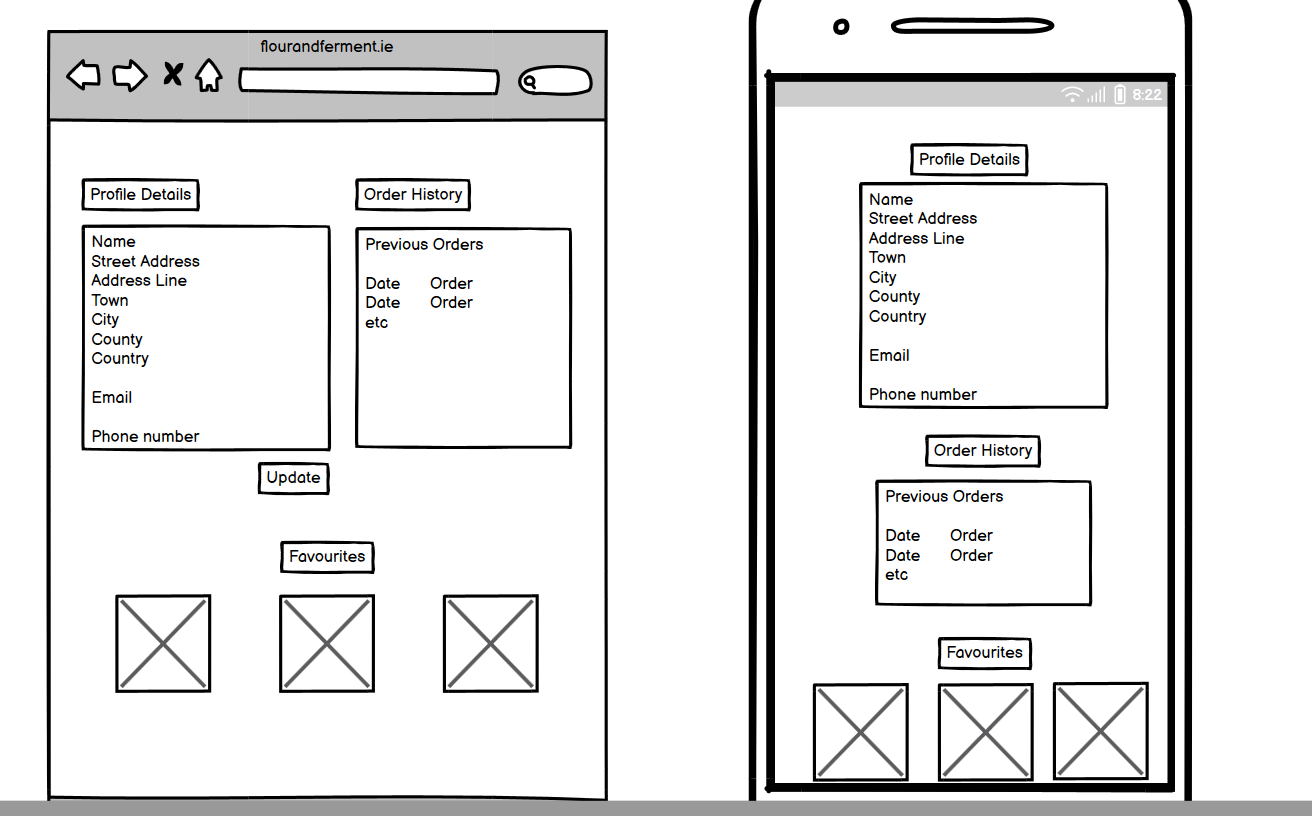 flourandferment.ie
Profile Details
Name
Street Address
Address Line
Town
City
County
Country
Email
Phone number
Update
Order History
Previous Orders
Date Order
Date Order
etc
Favourites
8:22
Profile Details
Name
Street Address
Address Line
Town
City
County
Country
Email
Phone number
Order History
Previous Orders
Date Order
Date Order
etc
Favourites